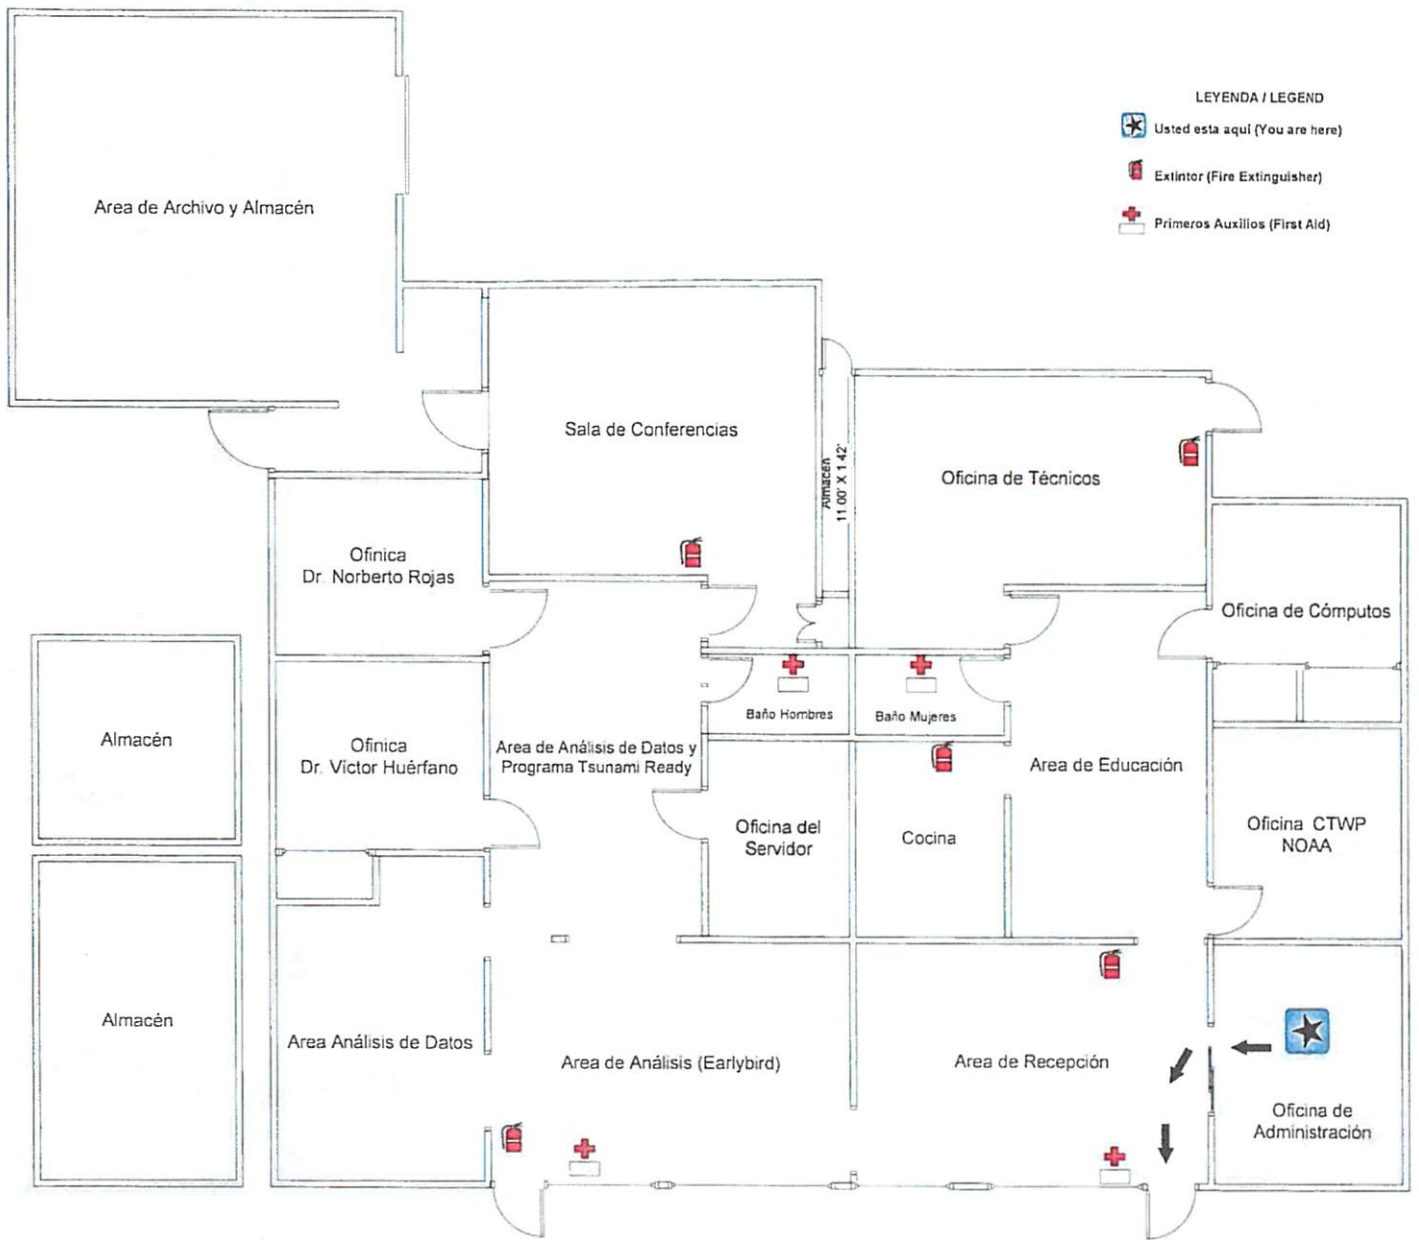 LEYENDA / LEGEND
Usted esta aquí (You are here)
Extintor (Fire Extinguisher)
Primeros Auxilios (First Aid)
Area de Archivo y Almacén
Sala de Conferencias
Almacén
11.00' X 1.42'
Oficina de Técnicos
Ofinica
Dr. Norberto Rojas
Oficina de Cómputos
Baño Hombres
Baño Mujeres
Almacén
Ofinica
Dr. Víctor Huérfano
Area de Análisis de Datos y
Programa Tsunami Ready
Area de Educación
Oficina del
Servidor
Cocina
Oficina CTWP
NOAA
Almacén
Area Análisis de Datos
Area de Análisis (Earlybird)
Area de Recepción
Oficina de
Administración